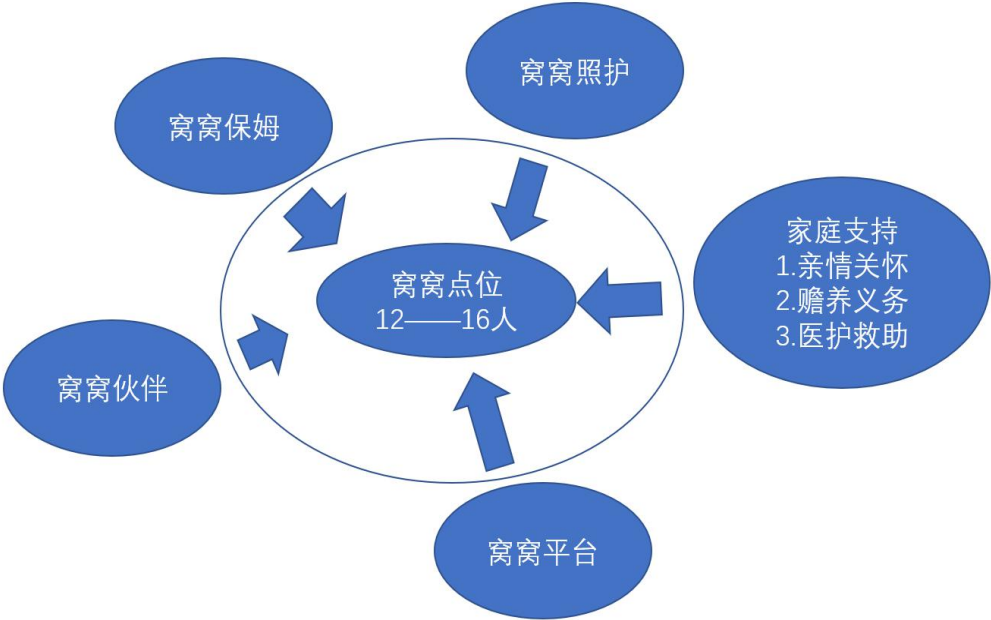 窝窝照护
窝窝保姆
家庭支持
1.亲情关怀
2.赡养义务
3.医护救助
窝窝点位
12——16人
窝窝伙伴
窝窝平台